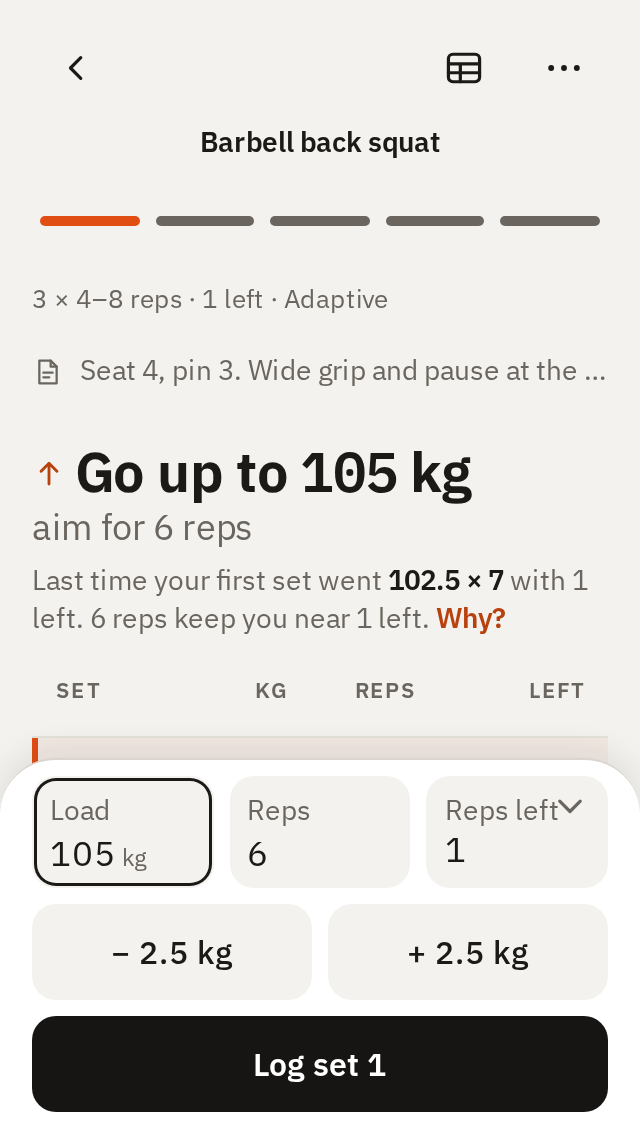 Barbell back squat
3 × 4–8 reps · 1 left · Adaptive
Seat 4, pin 3. Wide grip and pause at the ...
Go up to 105 kg
aim for 6 reps
Last time your first set went 102.5 × 7 with 1
left. 6 reps keep you near 1 left. Why?
SET KG REPS LEFT
Load Reps Reps left
105 kg 6 1
− 2.5 kg + 2.5 kg
Log set 1